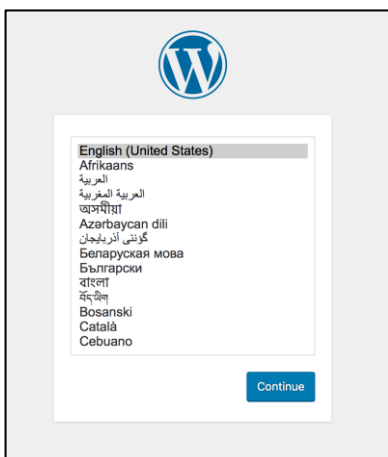 English (United States)
Afrikaans
العربية
العربية المغربية
অসমীয়া
Azərbaycan dili
گؤنئی آذربایجان
Беларуская мова
Български
বাংলা
བོད་ཡིག
Bosanski
Català
Cebuano
Continue